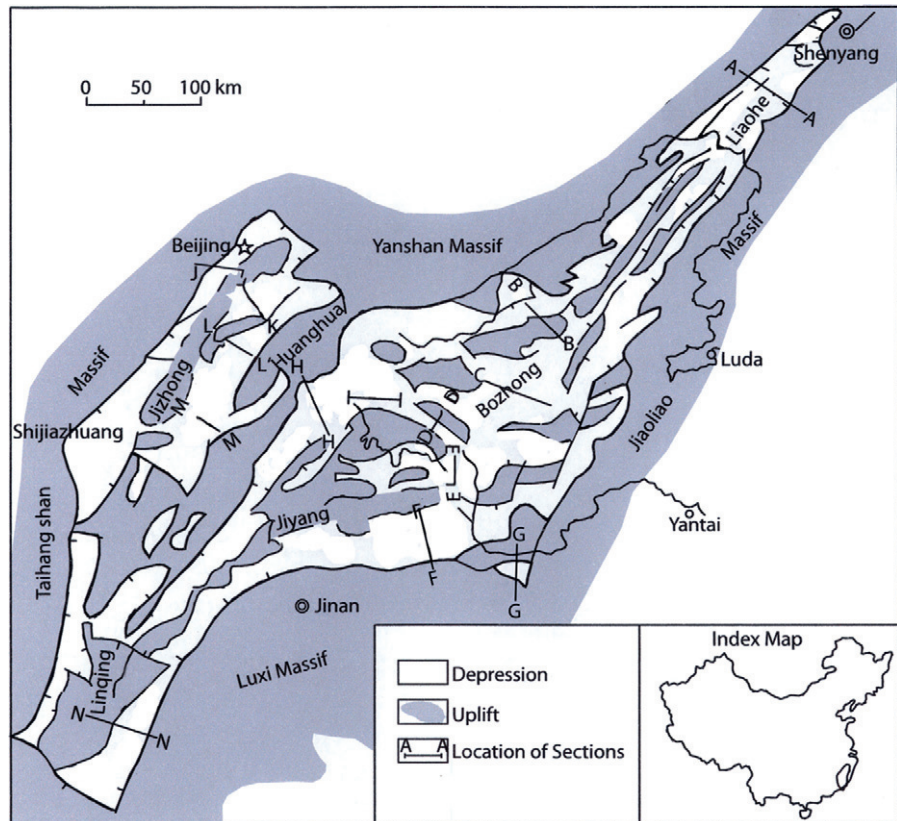 Shenyang
A
A
Liaohe
0 50 100 km
Beijing
J
J
Yanshan Massif
Massif
B
B
L
K
L
Huanghua
H
H
Luda
C
Bozhong
Jizhong
M
M
D
D
I
I
Massif
Shijiazhuang
Jiaoliao
E
E
Taihang shan
Jiyang
F
F
Yantai
G
G
Jinan
Luxi Massif
Linqing
N
N
Depression
Uplift
A A
Location of Sections
Index Map